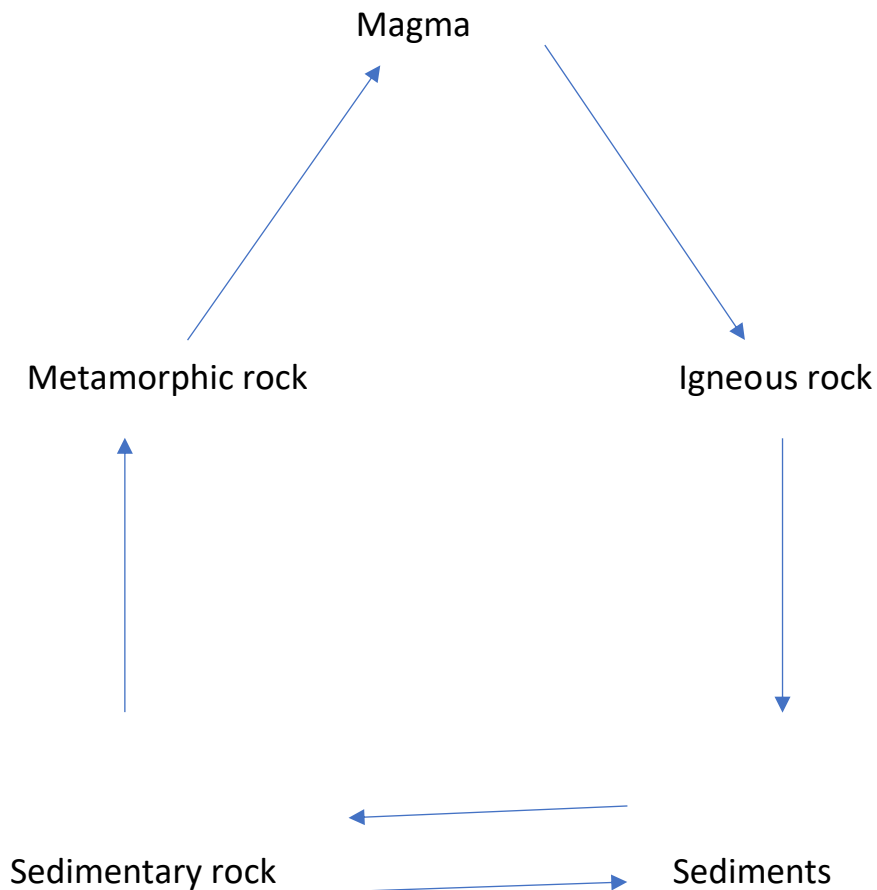 Magma
Metamorphic rock
Igneous rock
Sedimentary rock
Sediments